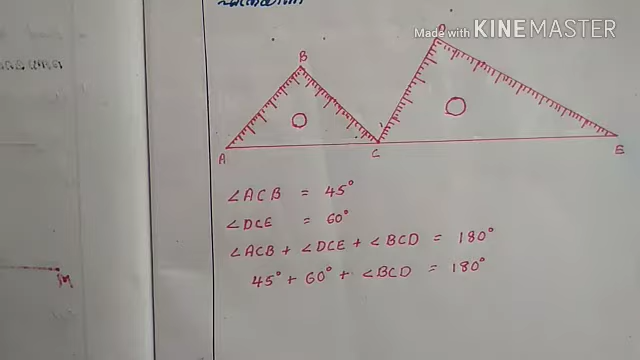 Made with KINEMASTER
D
B
A
C
E
∠ACB = 45°
∠DCE = 60°
∠ACB + ∠DCE + ∠BCD = 180°
45° + 60° + ∠BCD = 180°
M